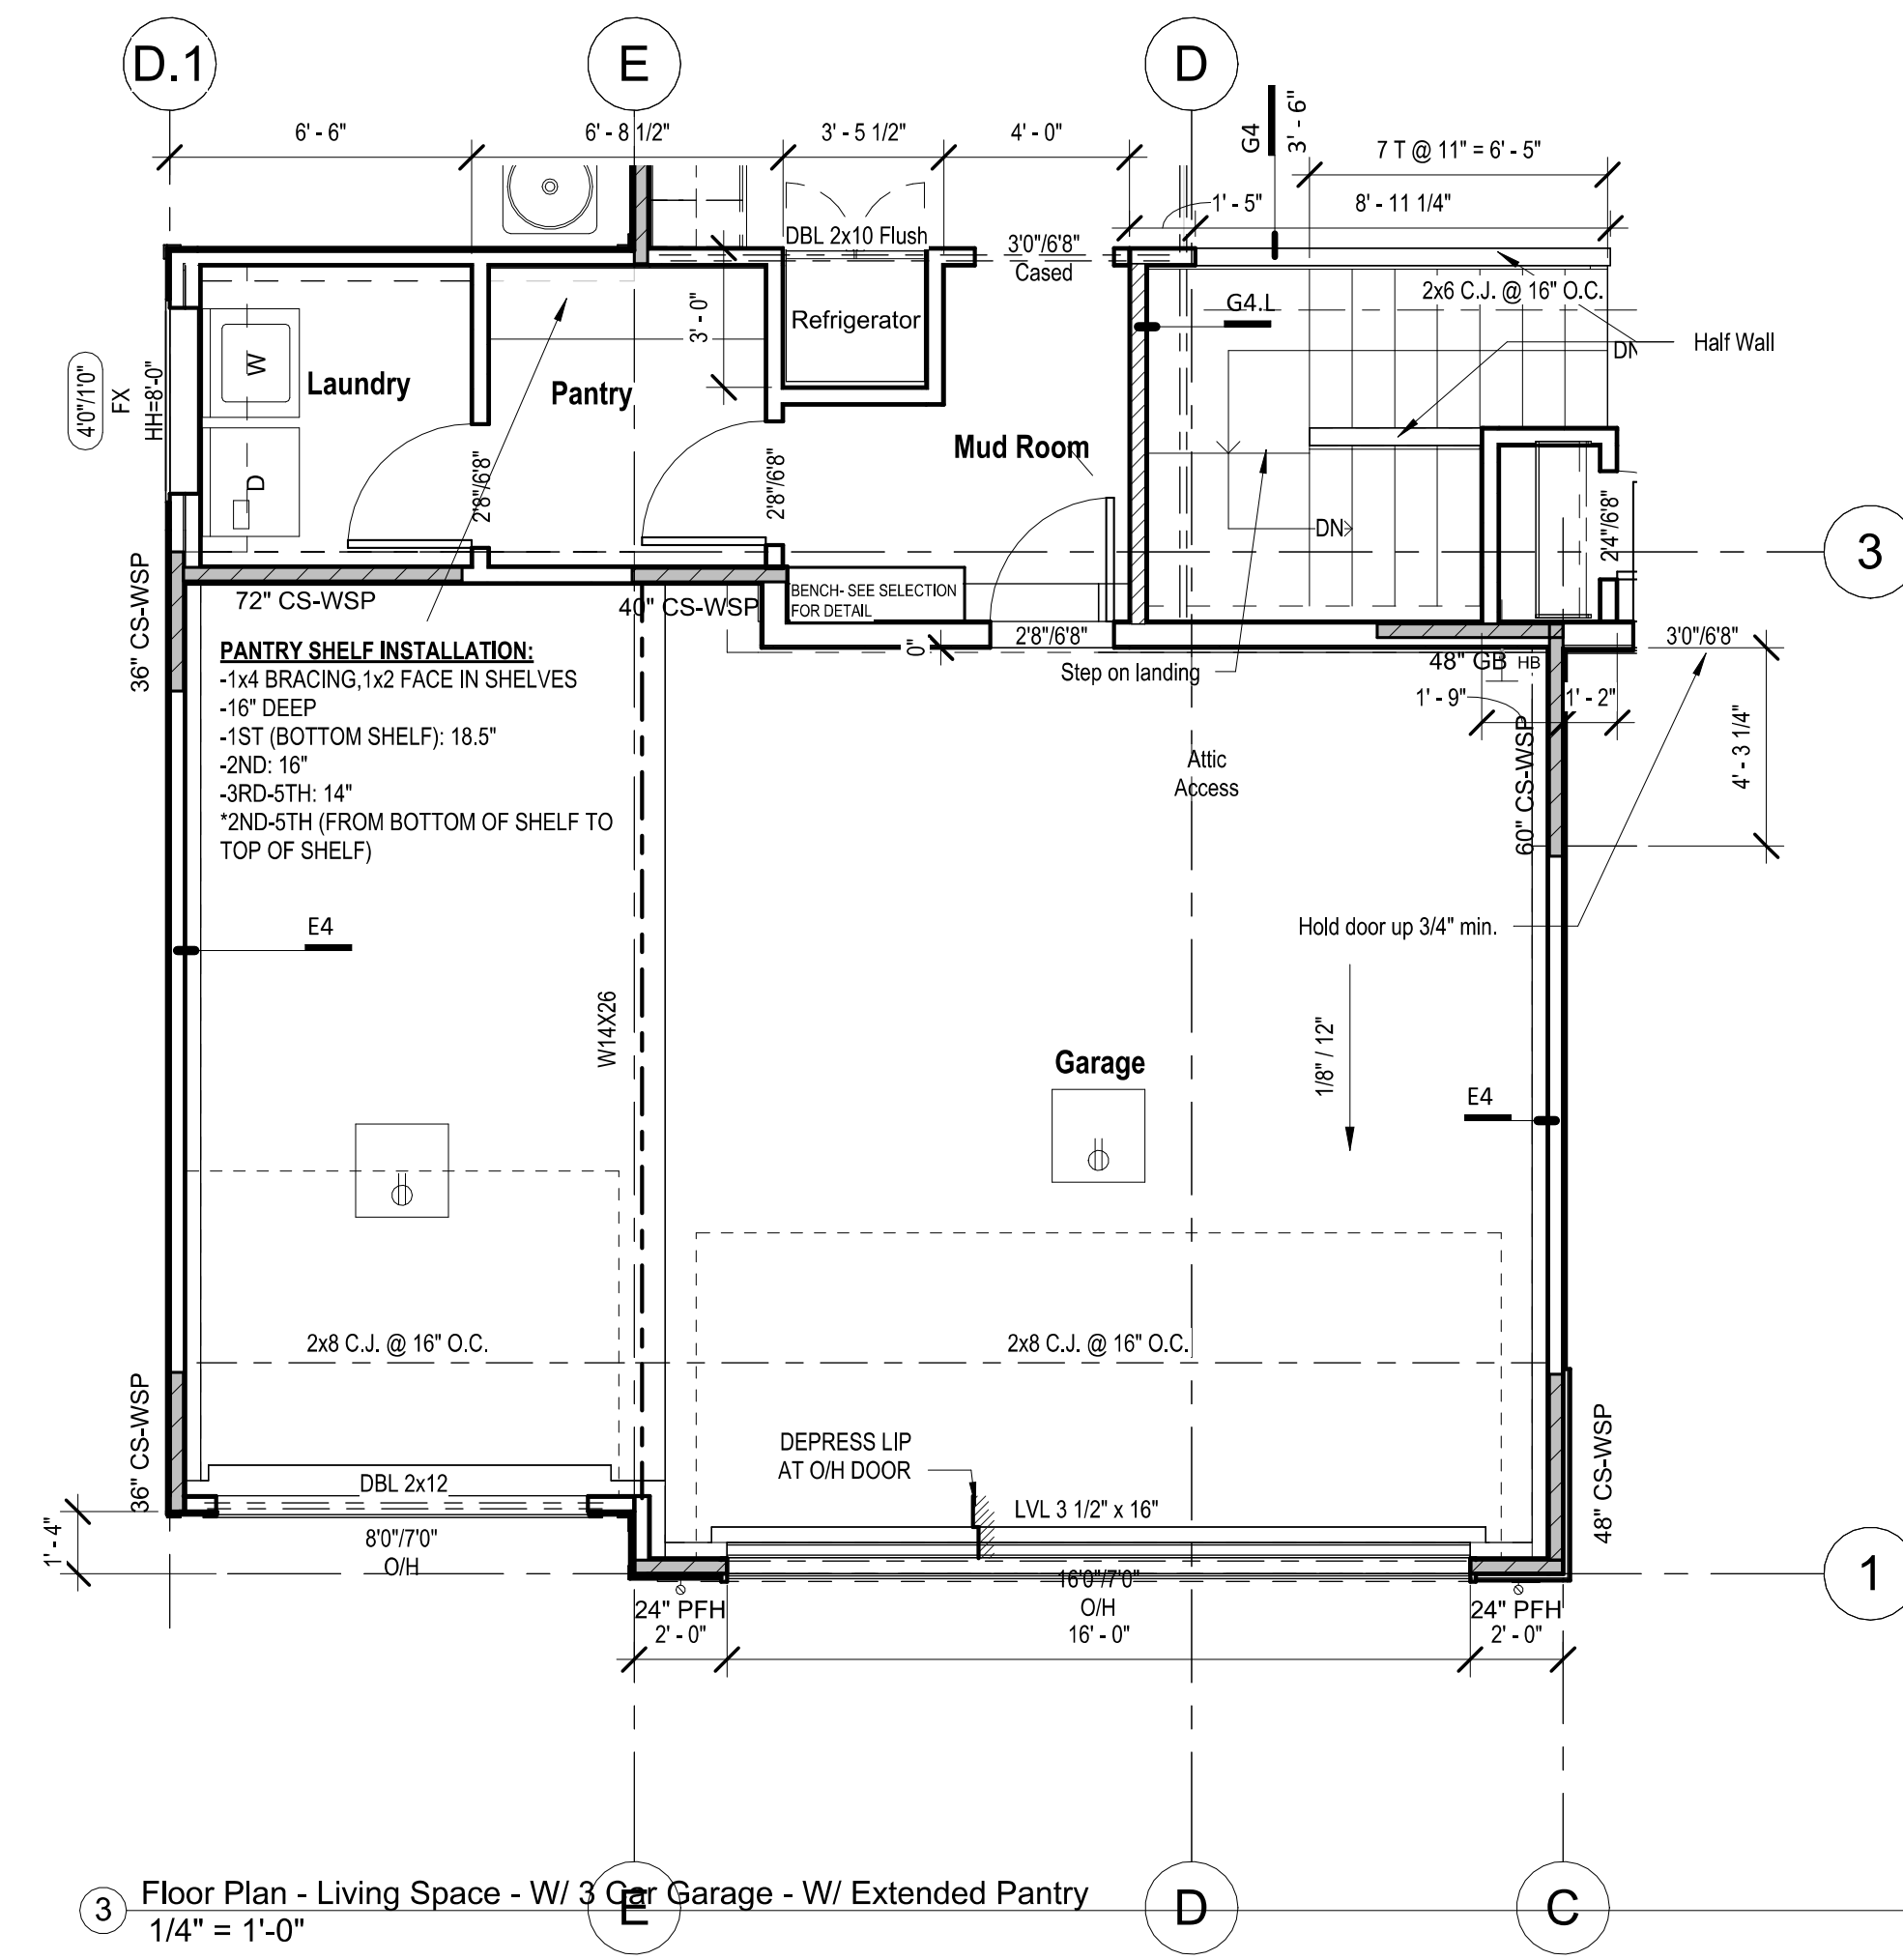 D.1
E
D
6' - 6"
6' - 8 1/2"
3' - 5 1/2"
4' - 0"
G4
3' - 6"
7 T @ 11" = 6' - 5"
1' - 5"
8' - 11 1/4"
DBL 2x10 Flush
3'0"/6'8"
Cased
2x6 C.J. @ 16" O.C.
G4.L
Refrigerator
3' - 0"
Half Wall
DN
4'0"/1'0"
FX
HH=8'-0"
W
Laundry
Pantry
Mud Room
D
2'8"/6'8"
2'8"/6'8"
DN
2'4"/6'8"
3
36" CS-WSP
72" CS-WSP
40" CS-WSP
BENCH- SEE SELECTION
FOR DETAIL
0"
2'8"/6'8"
3'0"/6'8"
Step on landing
48" GB
HB
1' - 9"
1' - 2"
PANTRY SHELF INSTALLATION:
-1x4 BRACING,1x2 FACE IN SHELVES
-16" DEEP
-1ST (BOTTOM SHELF): 18.5"
-2ND: 16"
-3RD-5TH: 14"
*2ND-5TH (FROM BOTTOM OF SHELF TO
TOP OF SHELF)
Attic
Access
60" CS-WSP
4' - 3 1/4"
E4
Hold door up 3/4" min.
W14X26
Garage
1/8" / 12"
E4
2x8 C.J. @ 16" O.C.
2x8 C.J. @ 16" O.C.
36" CS-WSP
DEPRESS LIP
AT O/H DOOR
48" CS-WSP
DBL 2x12
LVL 3 1/2" x 16"
1' - 4"
8'0"/7'0"
O/H
16'0"/7'0"
O/H
1
24" PFH
24" PFH
2' - 0"
16' - 0"
2' - 0"
3
Floor Plan - Living Space - W/ 3 Car Garage - W/ Extended Pantry
1/4" = 1'-0"
E
D
C